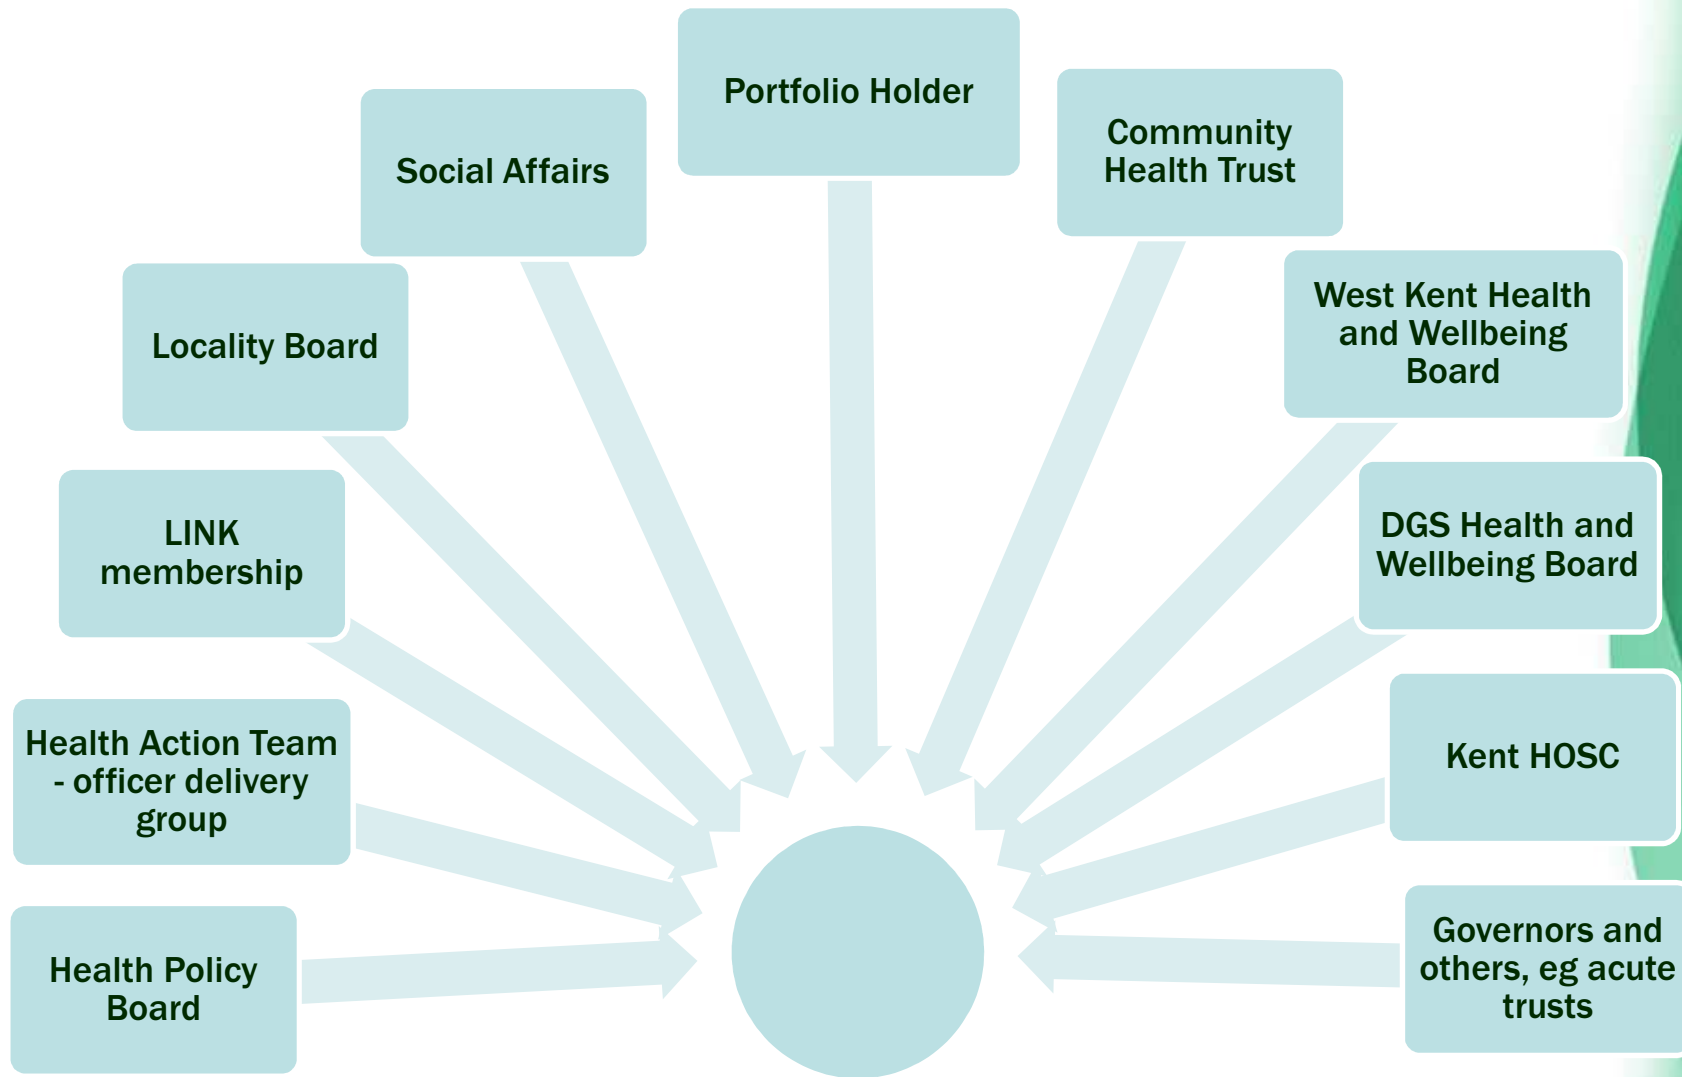 Portfolio Holder
Social Affairs
Community
Health Trust
Locality Board
West Kent Health
and Wellbeing
Board
LINK
membership
DGS Health and
Wellbeing Board
Health Action Team
- officer delivery
group
Kent HOSC
Health Policy
Board
Governors and
others, eg acute
trusts